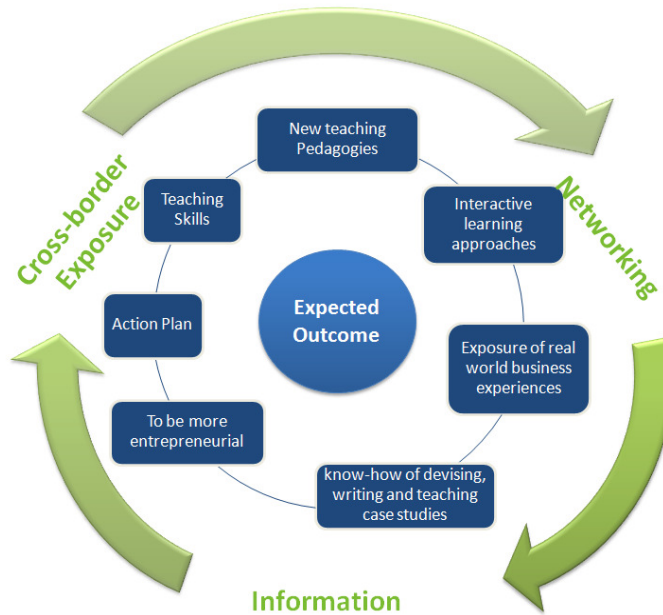 New teaching
Pedagogies
Teaching
Skills
Interactive
learning
approaches
Cross-border
Exposure
Networking
Expected
Outcome
Action Plan
Exposure of real
world business
experiences
To be more
entrepreneurial
know-how of devising,
writing and teaching
case studies
Information